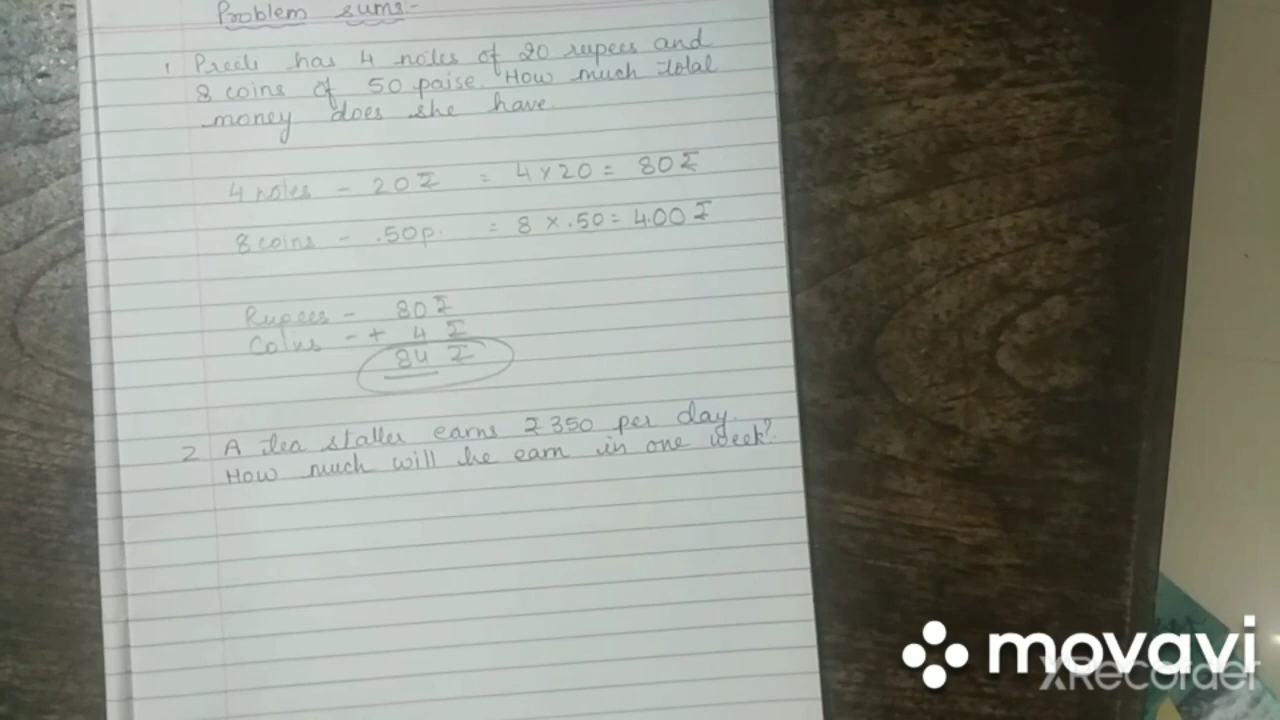 Problem sums:-
1 Preeti has 4 notes of 20 rupees and
8 coins of 50 paise. How much total
money does she have.
4 notes - 20 ₹ = 4 × 20 = 80 ₹
8 coins - .50p. = 8 × .50 = 4.00 ₹
Rupees - 80 ₹
Coins - + 4 ₹
84 ₹
2 A tea staller earns ₹ 350 per day.
How much will he earn in one week?
movavi
XRecorder